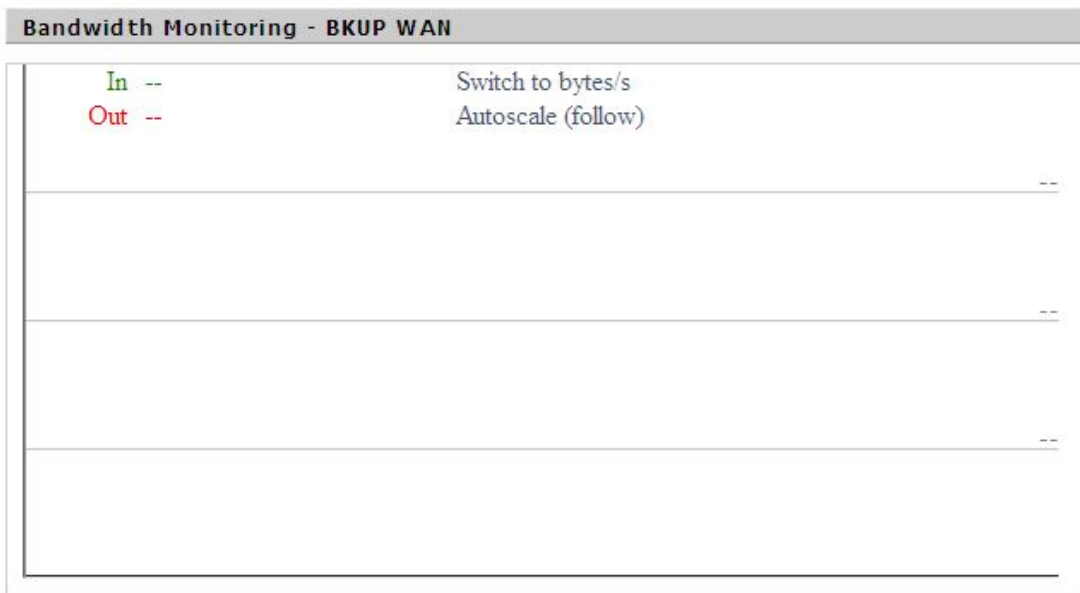 Bandwidth Monitoring - BKUP WAN
In -- Switch to bytes/s
Out -- Autoscale (follow)
--
--
--